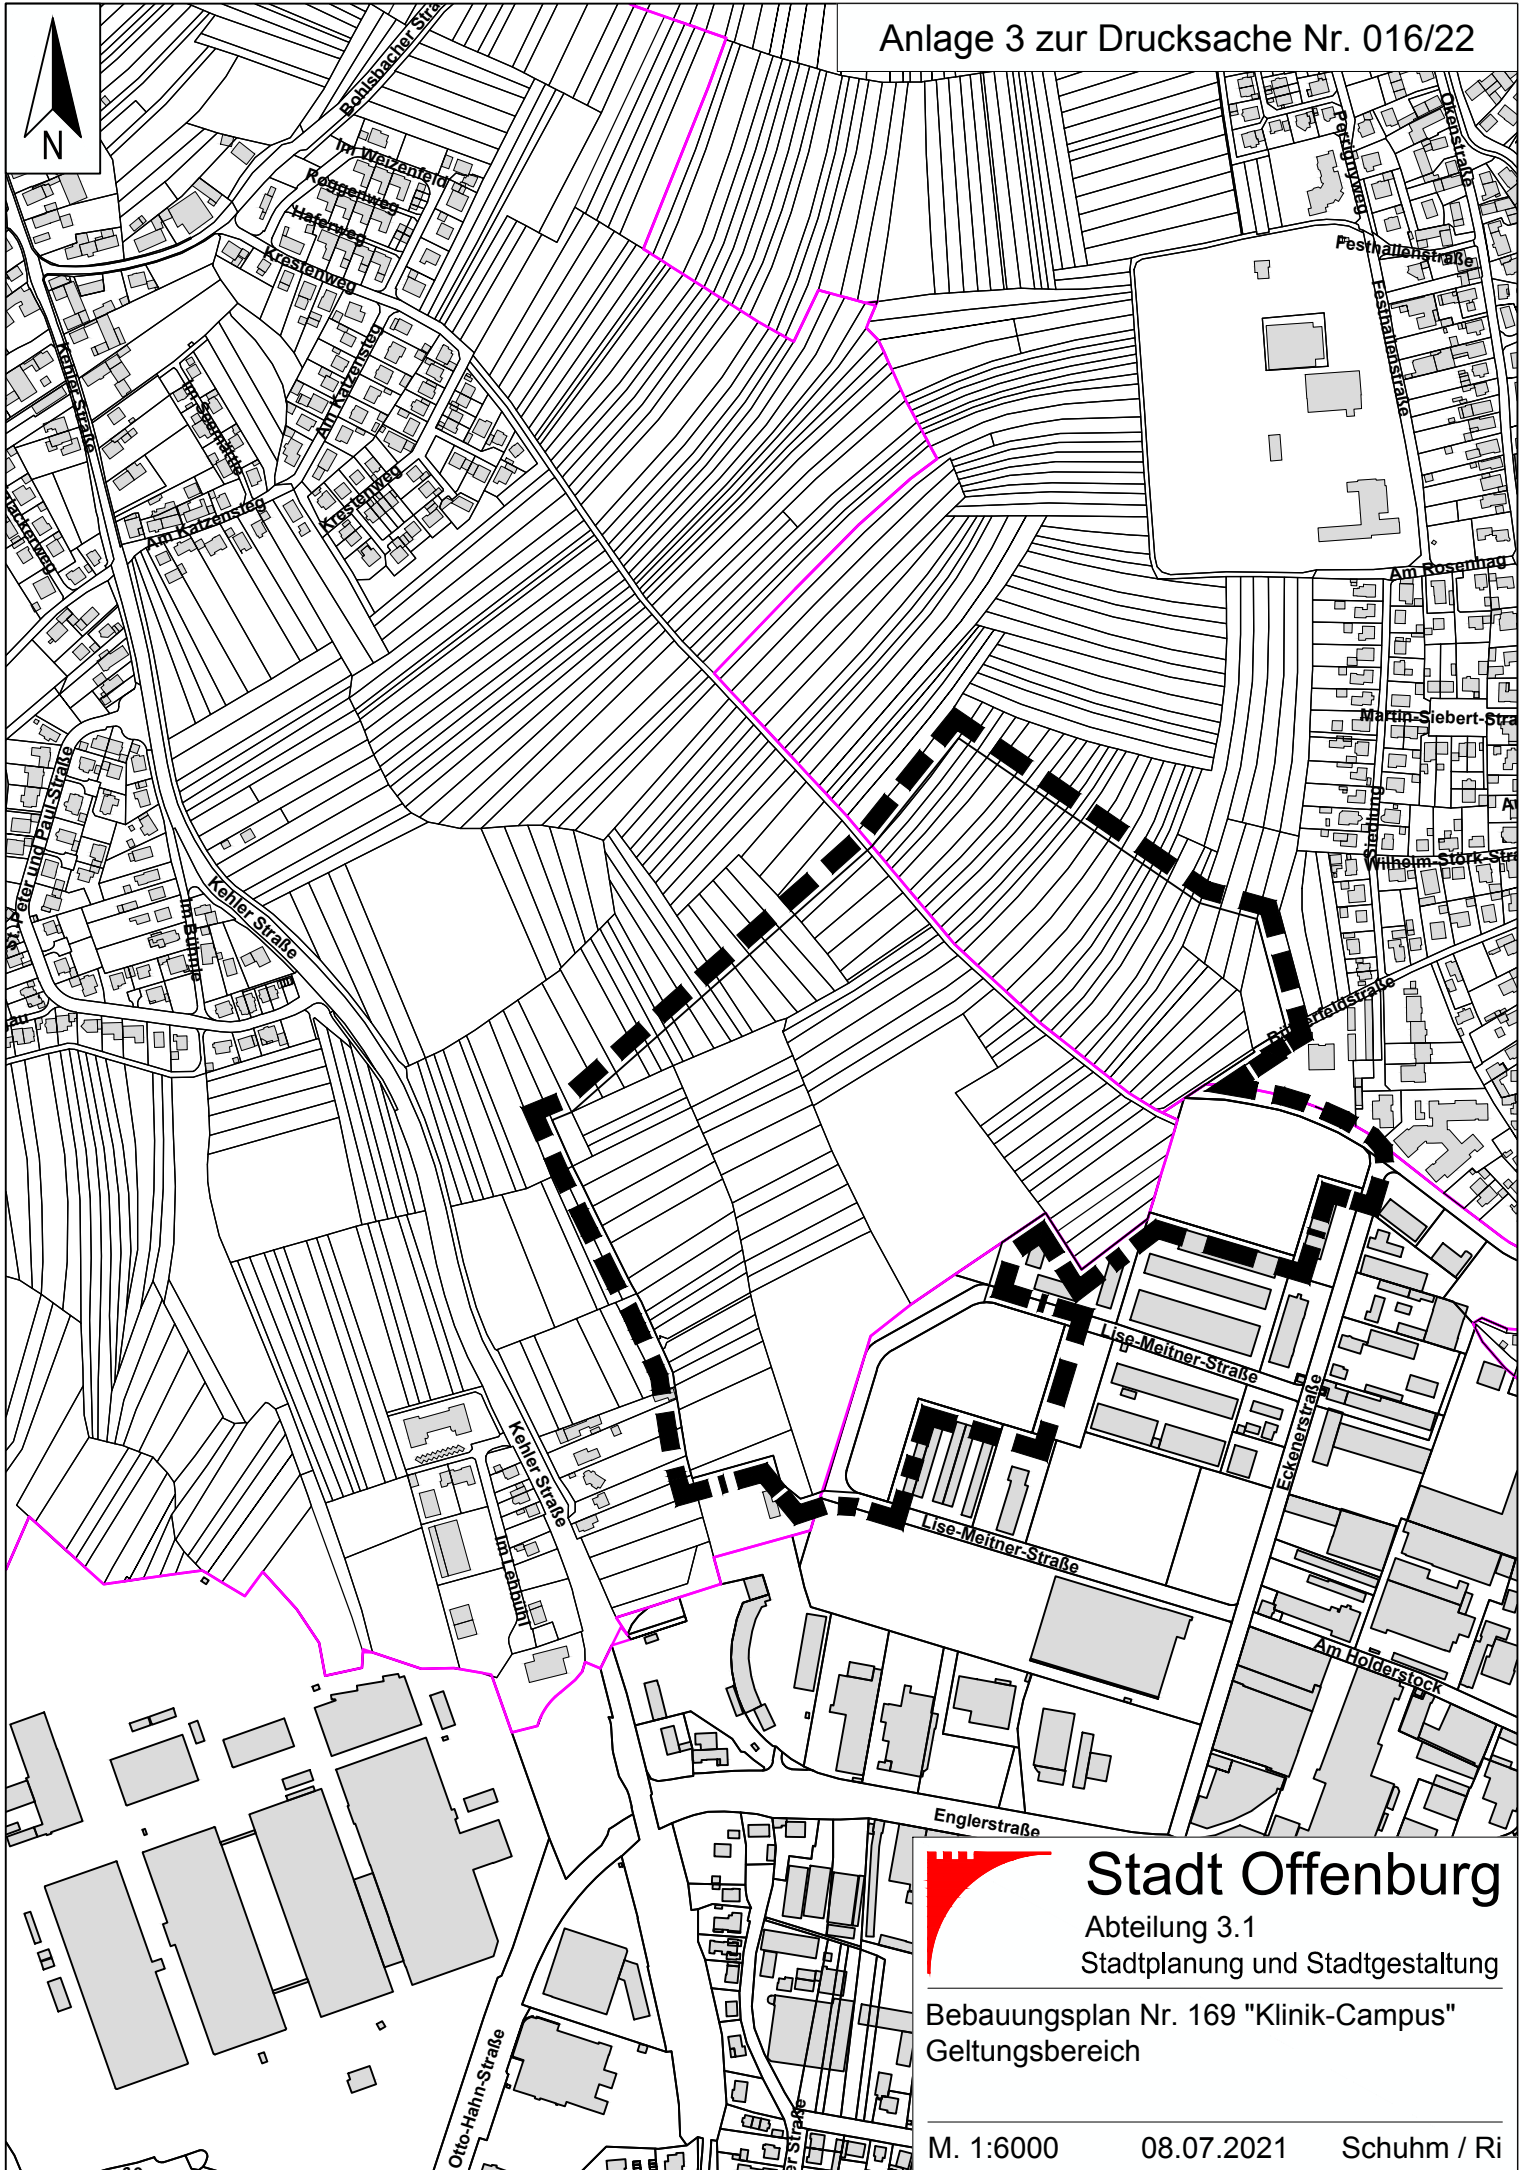 Anlage 3 zur Drucksache Nr. 016/22
N
Im Weizenfeld
Roggenweg
Haferweg
Krestenweg
Perrignyweg
Okenstraße
Festhallenstraße
Festhallenstraße
Kehler Straße
Am Katzensteg
Krestenweg
Am Katzensteg
Am Rosenhag
Martin-Siebert-Stra
Siedlung
Wilhelm-Stork-Stra
St. Peter und Paul-Straße
Im Bühnle
Kehler Straße
Lise-Meitner-Straße
Eckenerstraße
Kehler Straße
Im Lehbühl
Lise-Meitner-Straße
Am Holderstock
Englerstraße
Otto-Hahn-Straße
er Straße
Stadt Offenburg
Abteilung 3.1
Stadtplanung und Stadtgestaltung
Bebauungsplan Nr. 169 "Klinik-Campus"
Geltungsbereich
M. 1:6000 08.07.2021 Schuhm / Ri